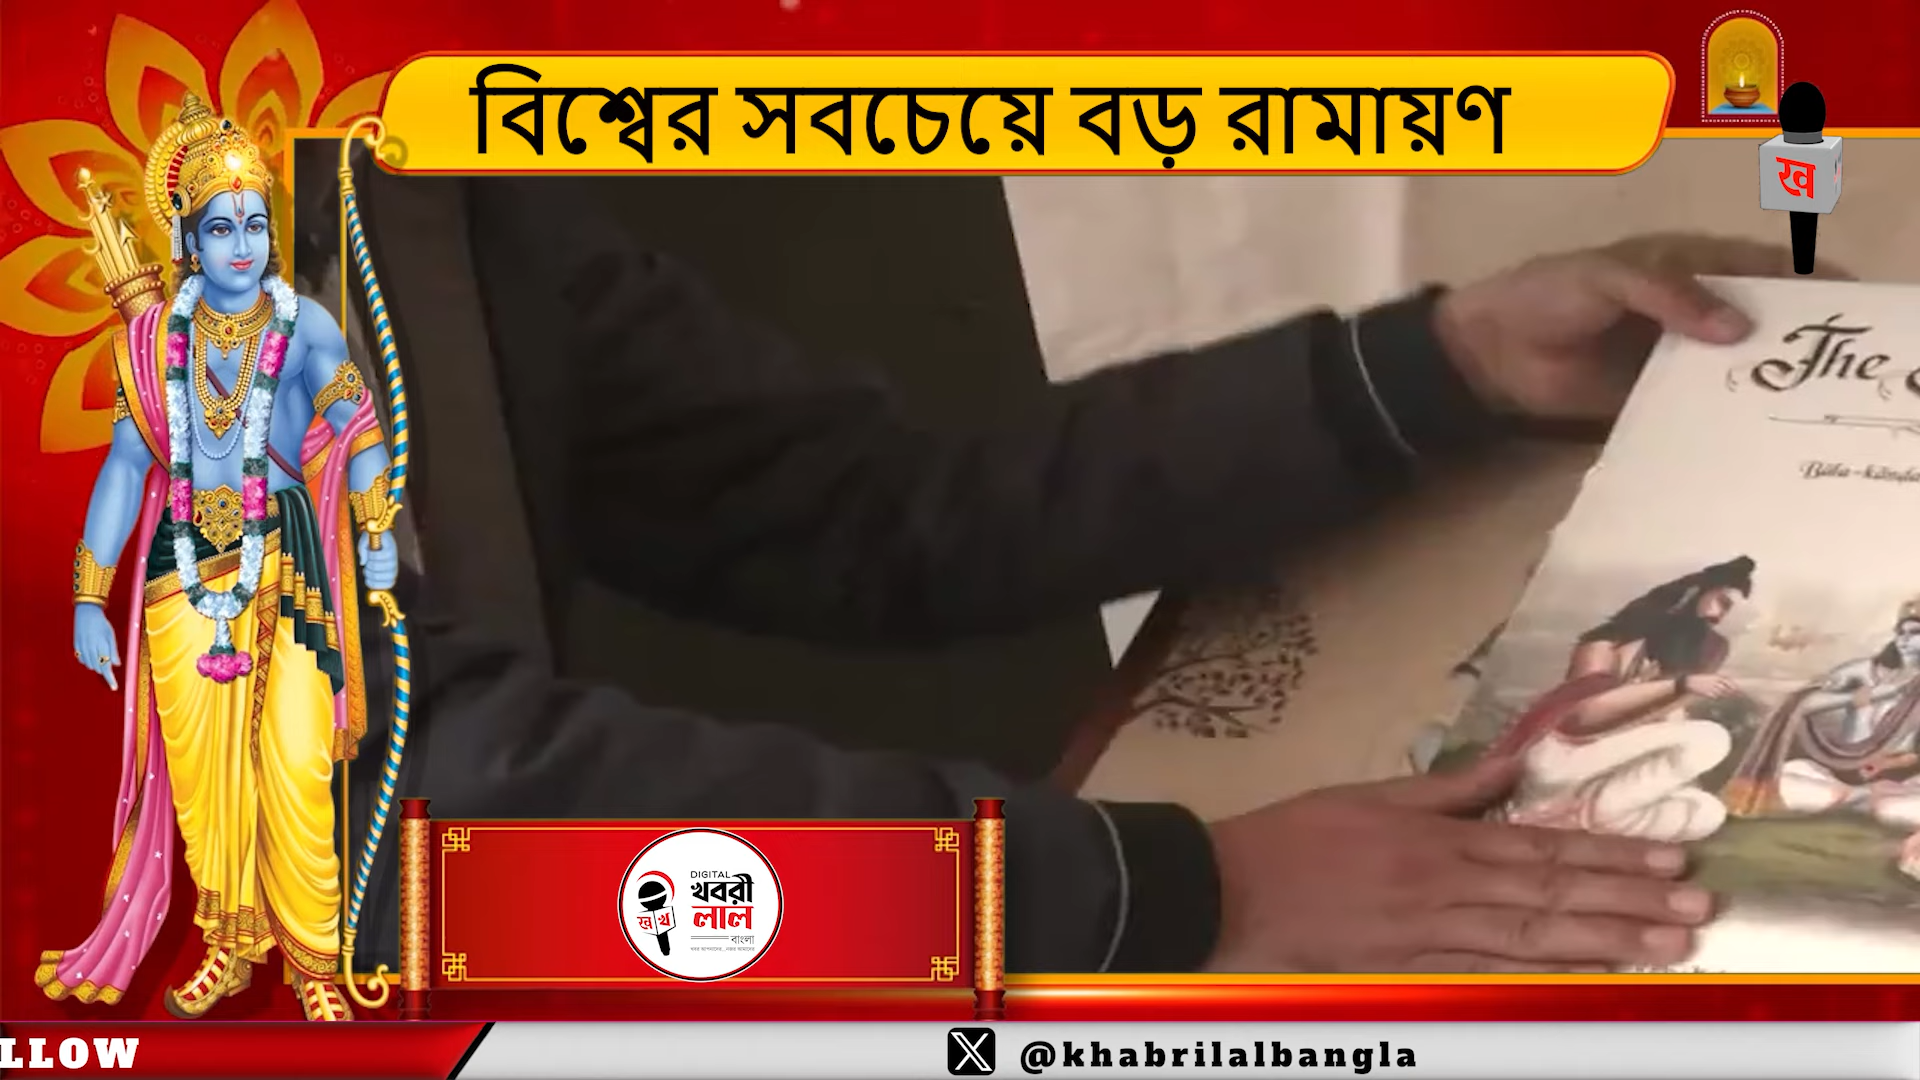 বিশ্বের সবচেয়ে বড় রামায়ণ
ख
The
DIGITAL
খবরী
লাল
বাংলা
ख খ
LLOW
@khabrilalbangla